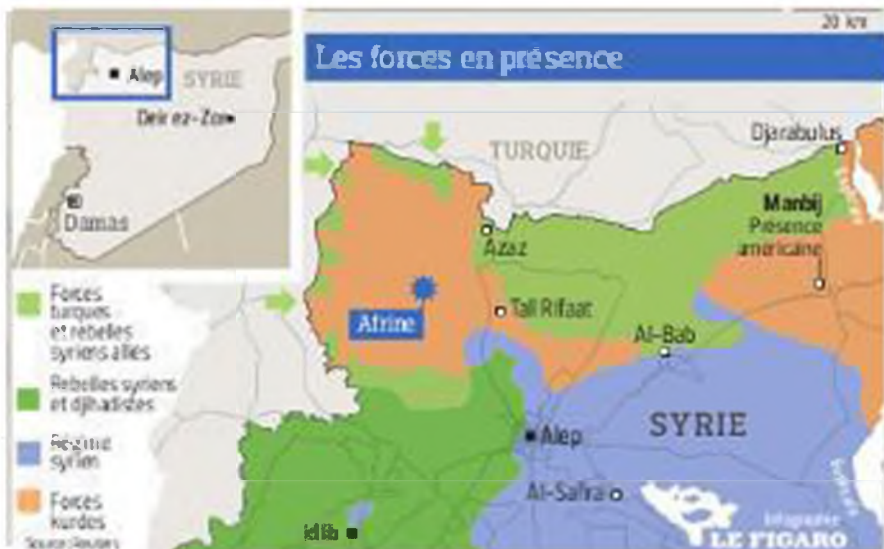 20 km
Les forces en présence
Alep
SYRIE
Deir ez-Zor
Damas
TURQUIE
Djarabulus
Manbij
Présence
américaine
Azaz
Tall Rifaat
Afrine
Al-Bab
SYRIE
Alep
Al-Safira
Idlib
Forces
turques
et rebelles
syriens alliés
Rebelles syriens
et djihadistes
Régime
syrien
Forces
kurdes
Source: Reuters
Infographie
LE FIGARO